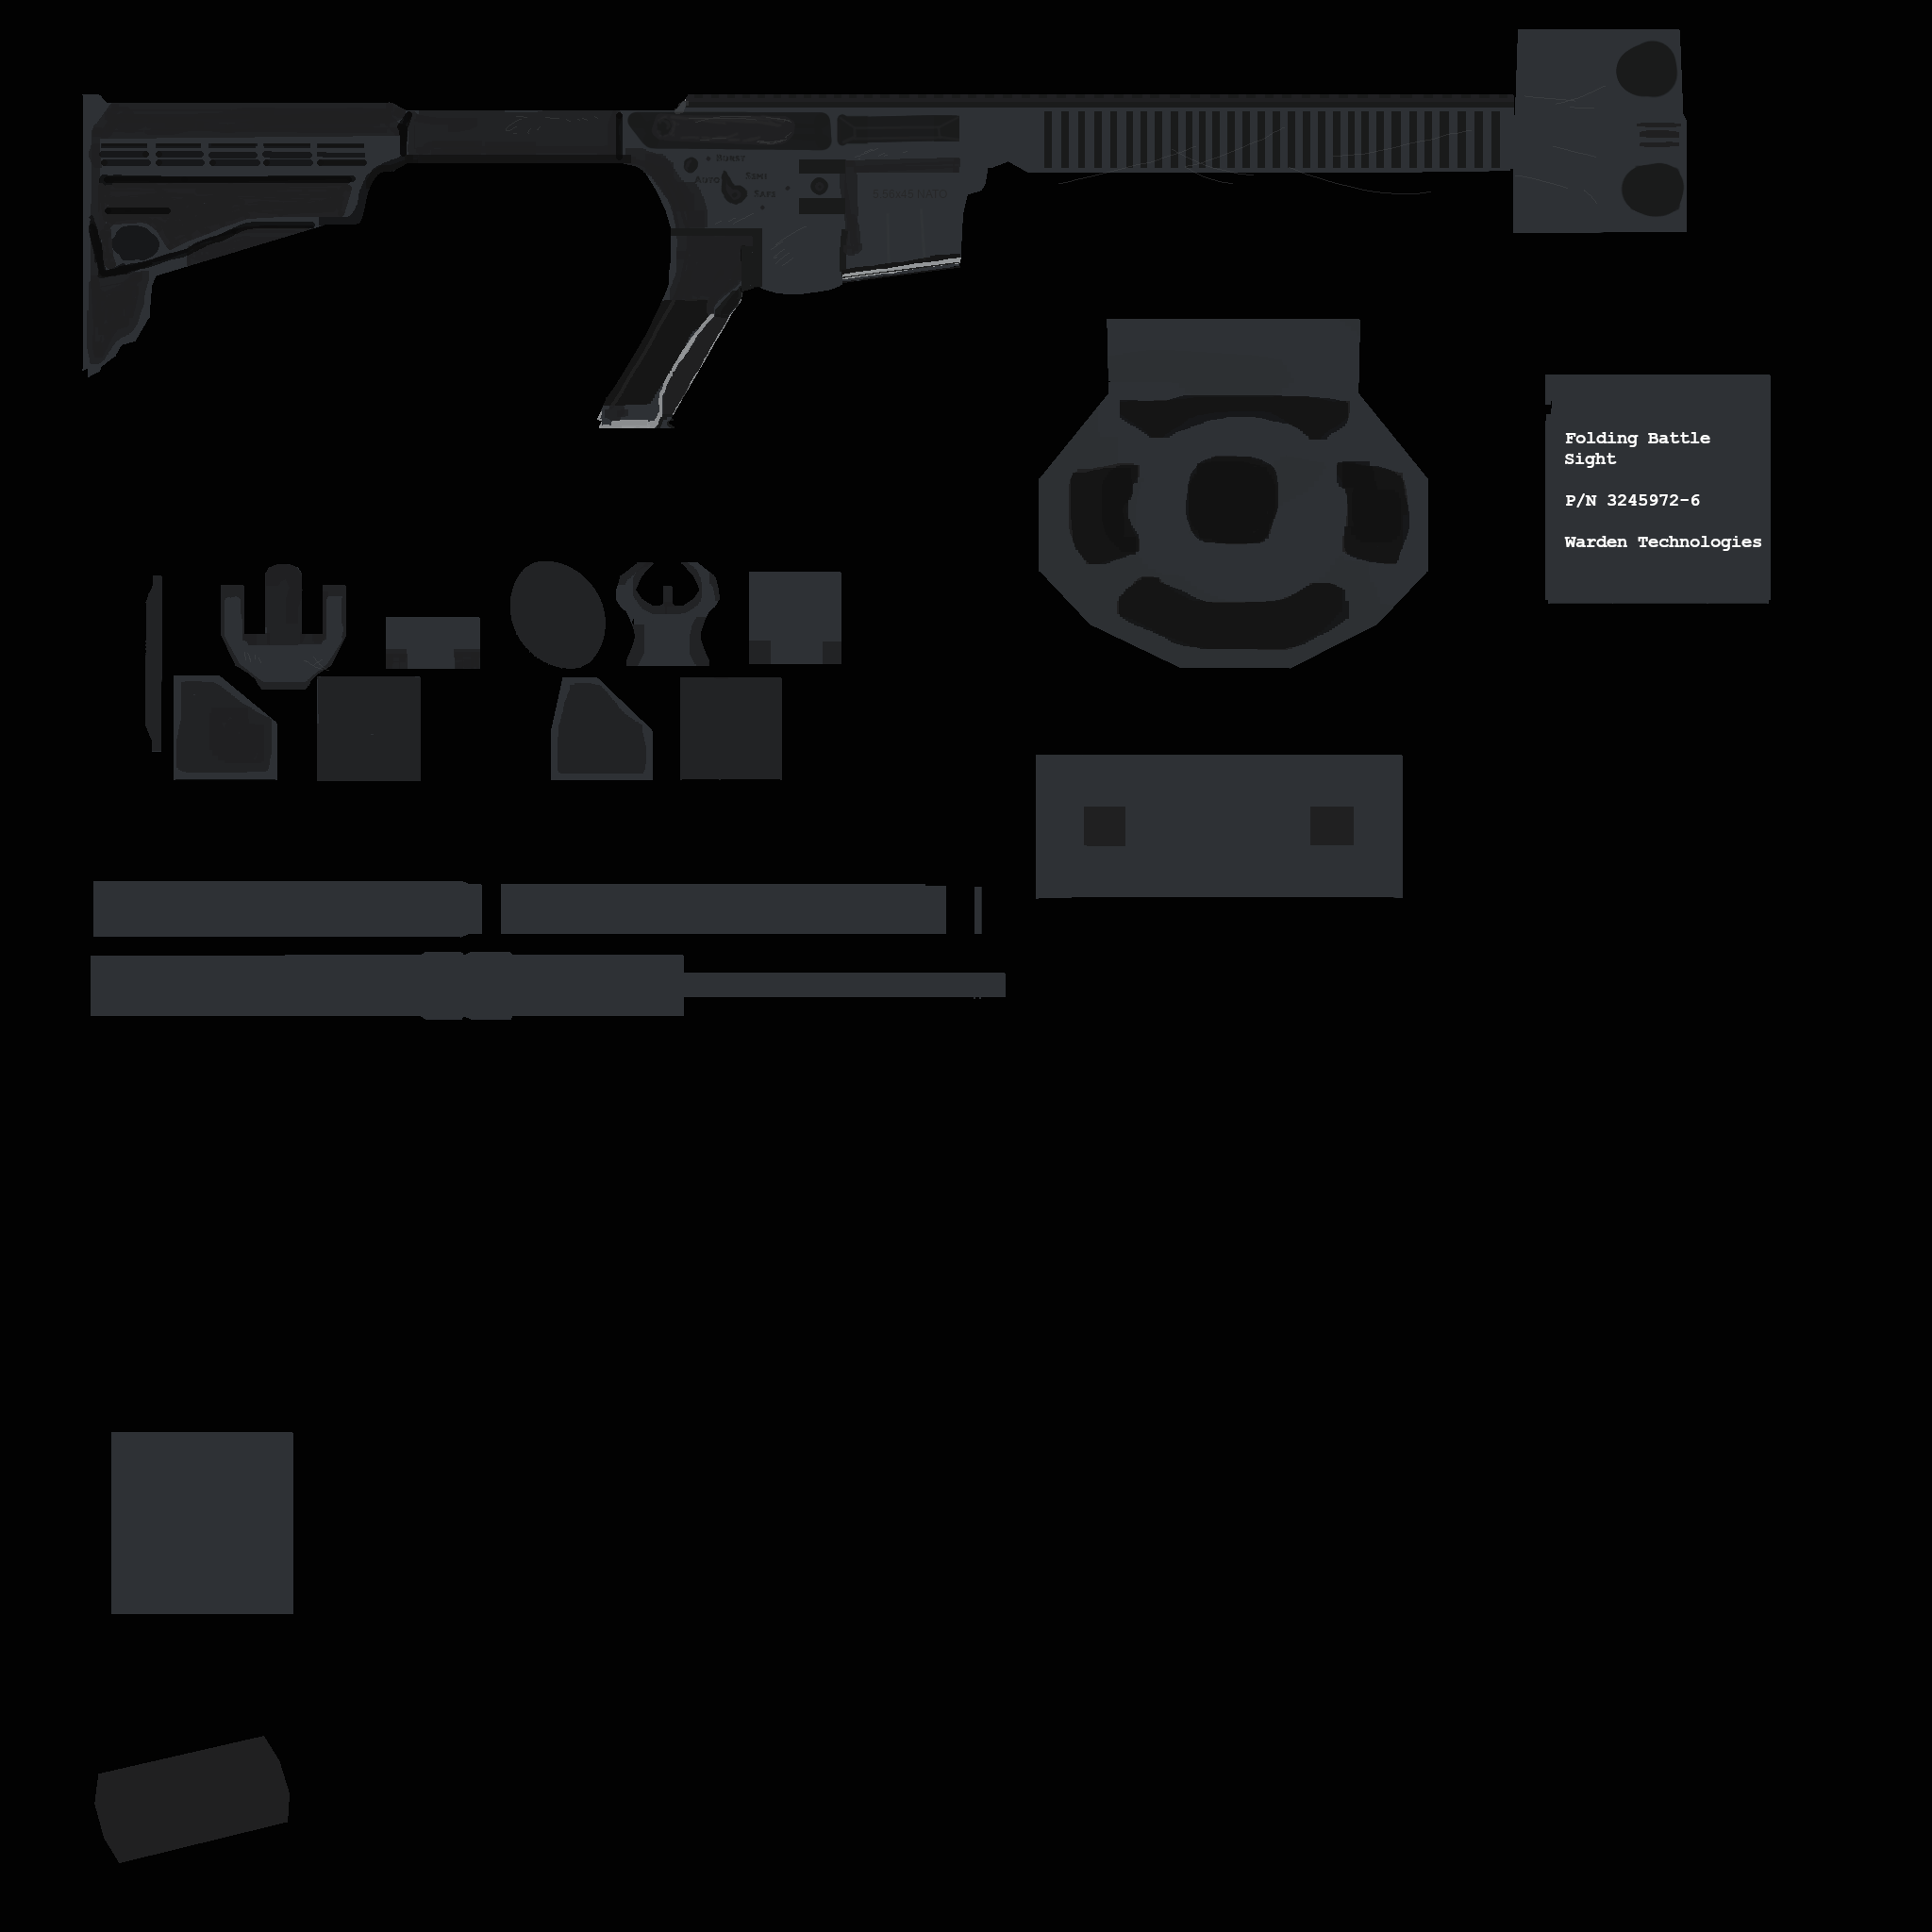 BURST
AUTO
SEMI
SAFE
5.56x45 NATO
Folding Battle
Sight
P/N 3245972-6
Warden Technologies